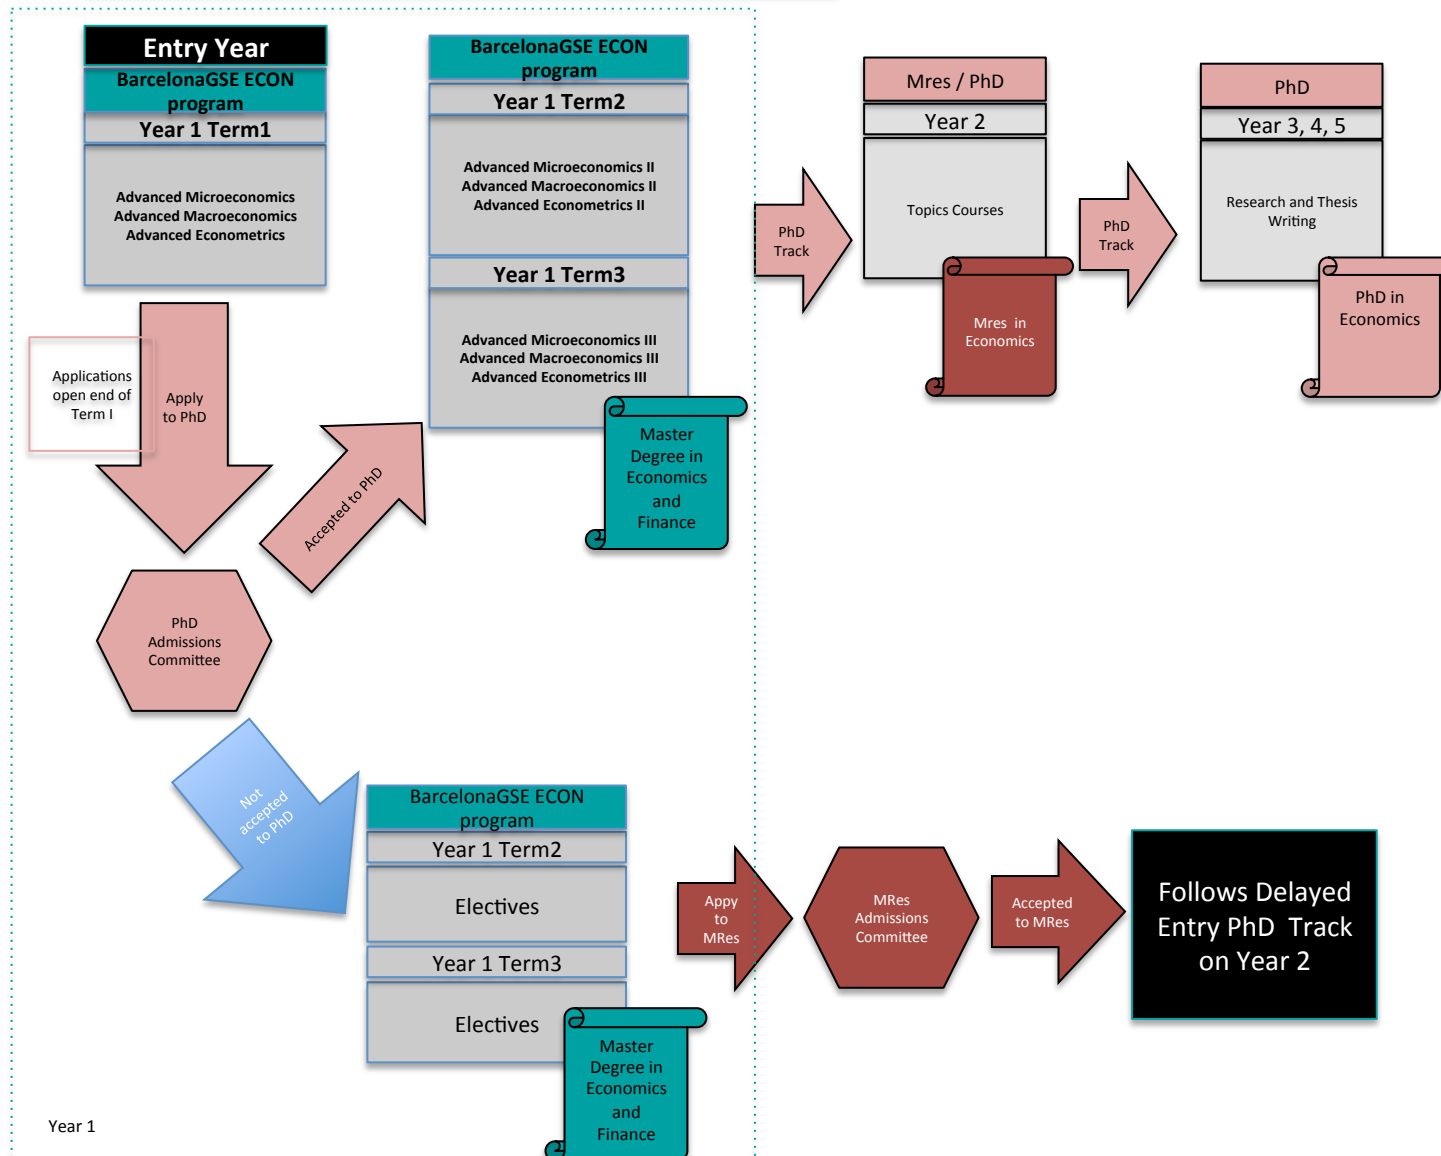 Entry Year
BarcelonaGSE ECON
program
Year 1 Term1
Advanced Microeconomics
Advanced Macroeconomics
Advanced Econometrics
BarcelonaGSE ECON
program
Year 1 Term2
Advanced Microeconomics II
Advanced Macroeconomics II
Advanced Econometrics II
Year 1 Term3
Advanced Microeconomics III
Advanced Macroeconomics III
Advanced Econometrics III
Master
Degree in
Economics
and
Finance
PhD
Track
Mres / PhD
Year 2
Topics Courses
Mres in
Economics
PhD
Track
PhD
Year 3, 4, 5
Research and Thesis
Writing
PhD in
Economics
Applications
open end of
Term I
Apply
to PhD
Accepted to PhD
PhD
Admissions
Committee
Not
accepted
to PhD
BarcelonaGSE ECON
program
Year 1 Term2
Electives
Year 1 Term3
Electives
Master
Degree in
Economics
and
Finance
Appy
to
MRes
MRes
Admissions
Committee
Accepted
to MRes
Follows Delayed
Entry PhD Track
on Year 2
Year 1